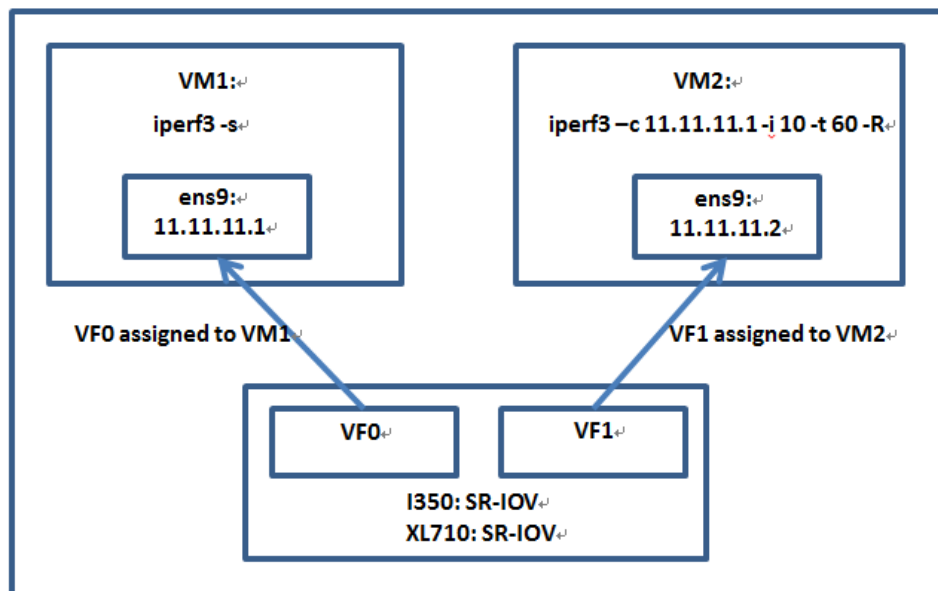 VM1:↵
iperf3 -s↵
ens9:↵
11.11.11.1↵
VM2:↵
iperf3 –c 11.11.11.1 -i 10 -t 60 -R↵
ens9:↵
11.11.11.2↵
VF0 assigned to VM1↵
VF1 assigned to VM2↵
VF0↵
VF1↵
I350: SR-IOV↵
XL710: SR-IOV↵